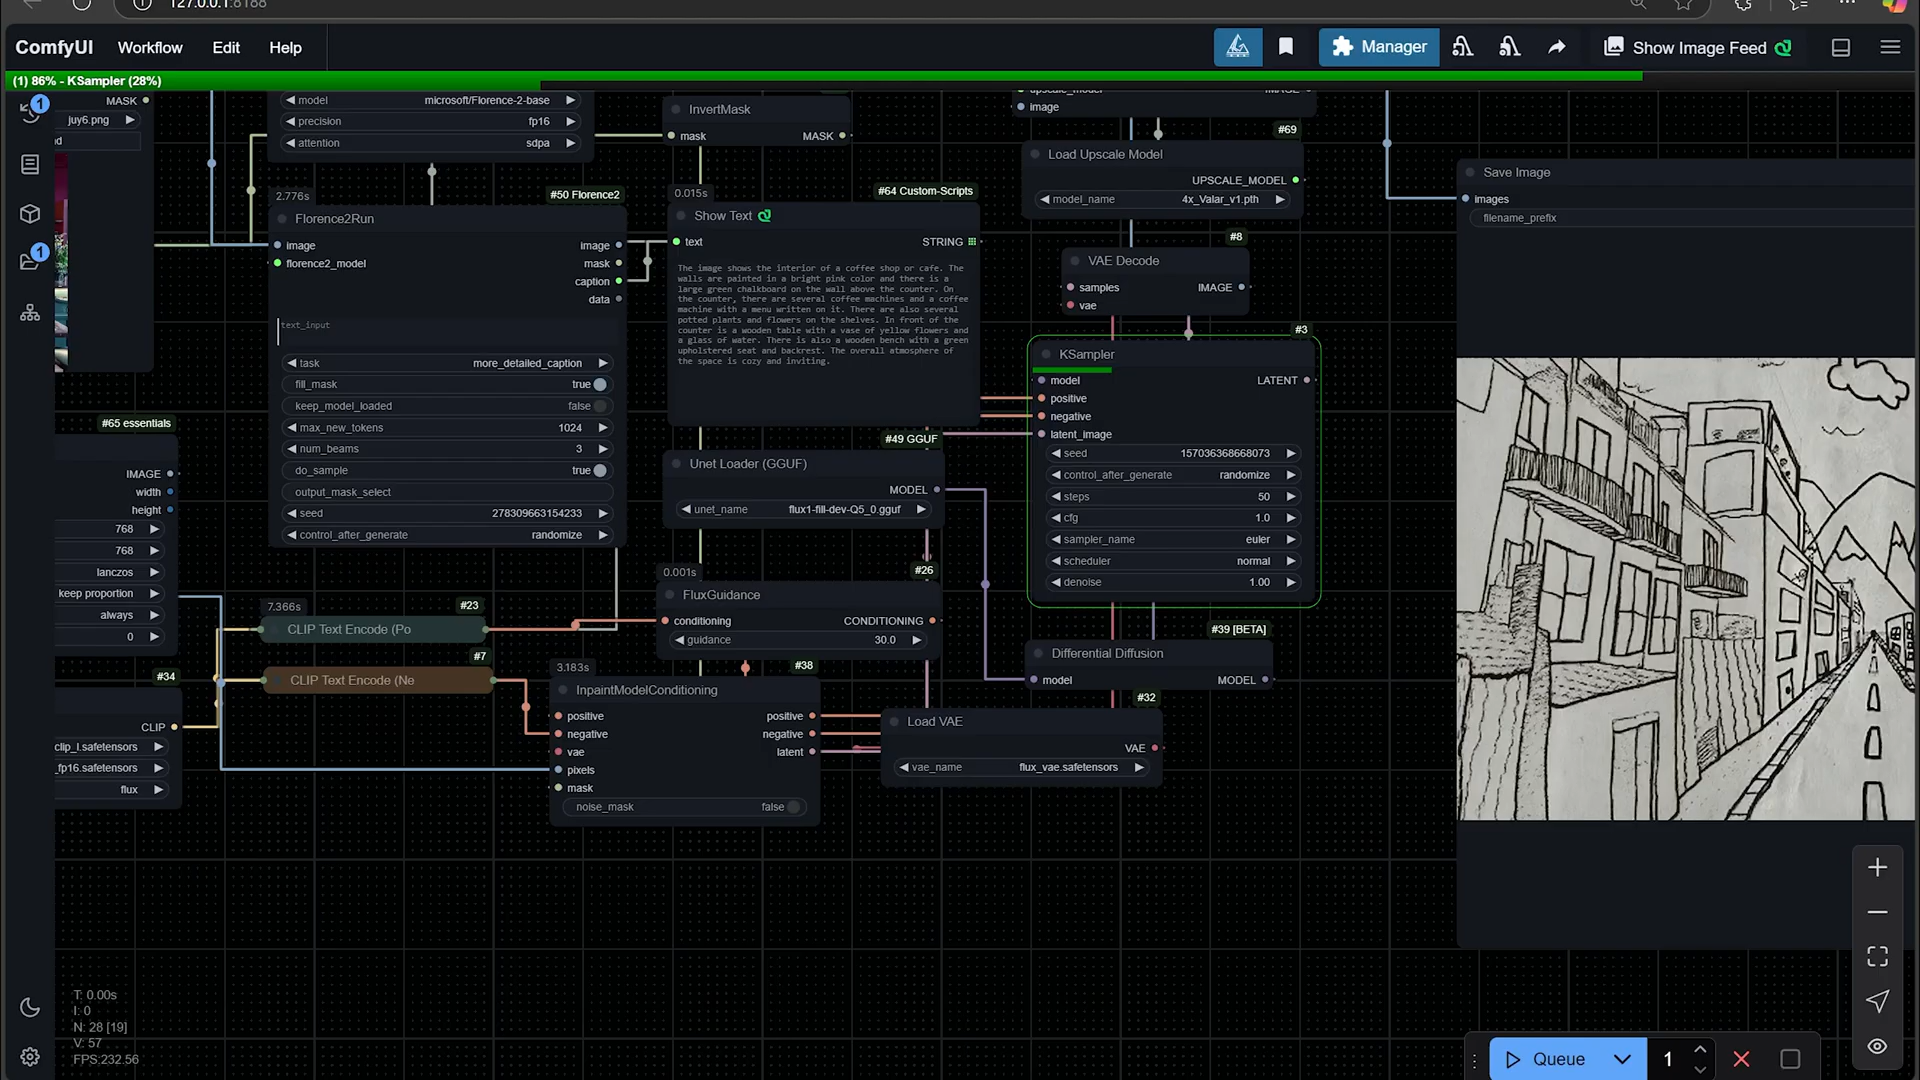 127.0.0.1:8188
ComfyUI
Workflow
Edit
Help
Manager
Show Image Feed
(1) 86% - KSampler (28%)
1
1
MASK
juy6.png
model microsoft/Florence-2-base
precision fp16
attention sdpa
InvertMask
mask MASK
image
#69
Load Upscale Model
UPSCALE_MODEL
model_name 4x_Valar_v1.pth
Save Image
images
filename_prefix
2.776s
#50 Florence2
Florence2Run
image image
florence2_model mask
caption
data
text_input
task more_detailed_caption
fill_mask true
keep_model_loaded false
max_new_tokens 1024
num_beams 3
do_sample true
output_mask_select
seed 278309663154233
control_after_generate randomize
0.015s
#64 Custom-Scripts
Show Text
text STRING
The image shows the interior of a coffee shop or cafe. The
walls are painted in a bright pink color and there is a
large green chalkboard on the wall above the counter. On
the counter, there are several coffee machines and a coffee
machine with a menu written on it. There are also several
potted plants and flowers on the shelves. In front of the
counter is a wooden table with a vase of yellow flowers and
a glass of water. There is also a wooden bench with a green
upholstered seat and backrest. The overall atmosphere of
the space is cozy and inviting.
#8
VAE Decode
samples IMAGE
vae
#3
KSampler
model LATENT
positive
negative
latent_image
seed 157036368668073
control_after_generate randomize
steps 50
cfg 1.0
sampler_name euler
scheduler normal
denoise 1.00
#65 essentials
IMAGE
width
height
768
768
lanczos
keep proportion
always
0
#49 GGUF
Unet Loader (GGUF)
MODEL
unet_name flux1-fill-dev-Q5_0.gguf
0.001s
#26
FluxGuidance
conditioning CONDITIONING
guidance 30.0
7.366s
#23
CLIP Text Encode (Po
#7
CLIP Text Encode (Ne
#34
CLIP
clip_l.safetensors
_fp16.safetensors
flux
3.183s
#38
InpaintModelConditioning
positive positive
negative negative
vae latent
pixels
mask
noise_mask false
#39 [BETA]
Differential Diffusion
model MODEL
#32
Load VAE
VAE
vae_name flux_vae.safetensors
T: 0.00s
I: 0
N: 28 [19]
V: 57
FPS:232.56
Queue
1